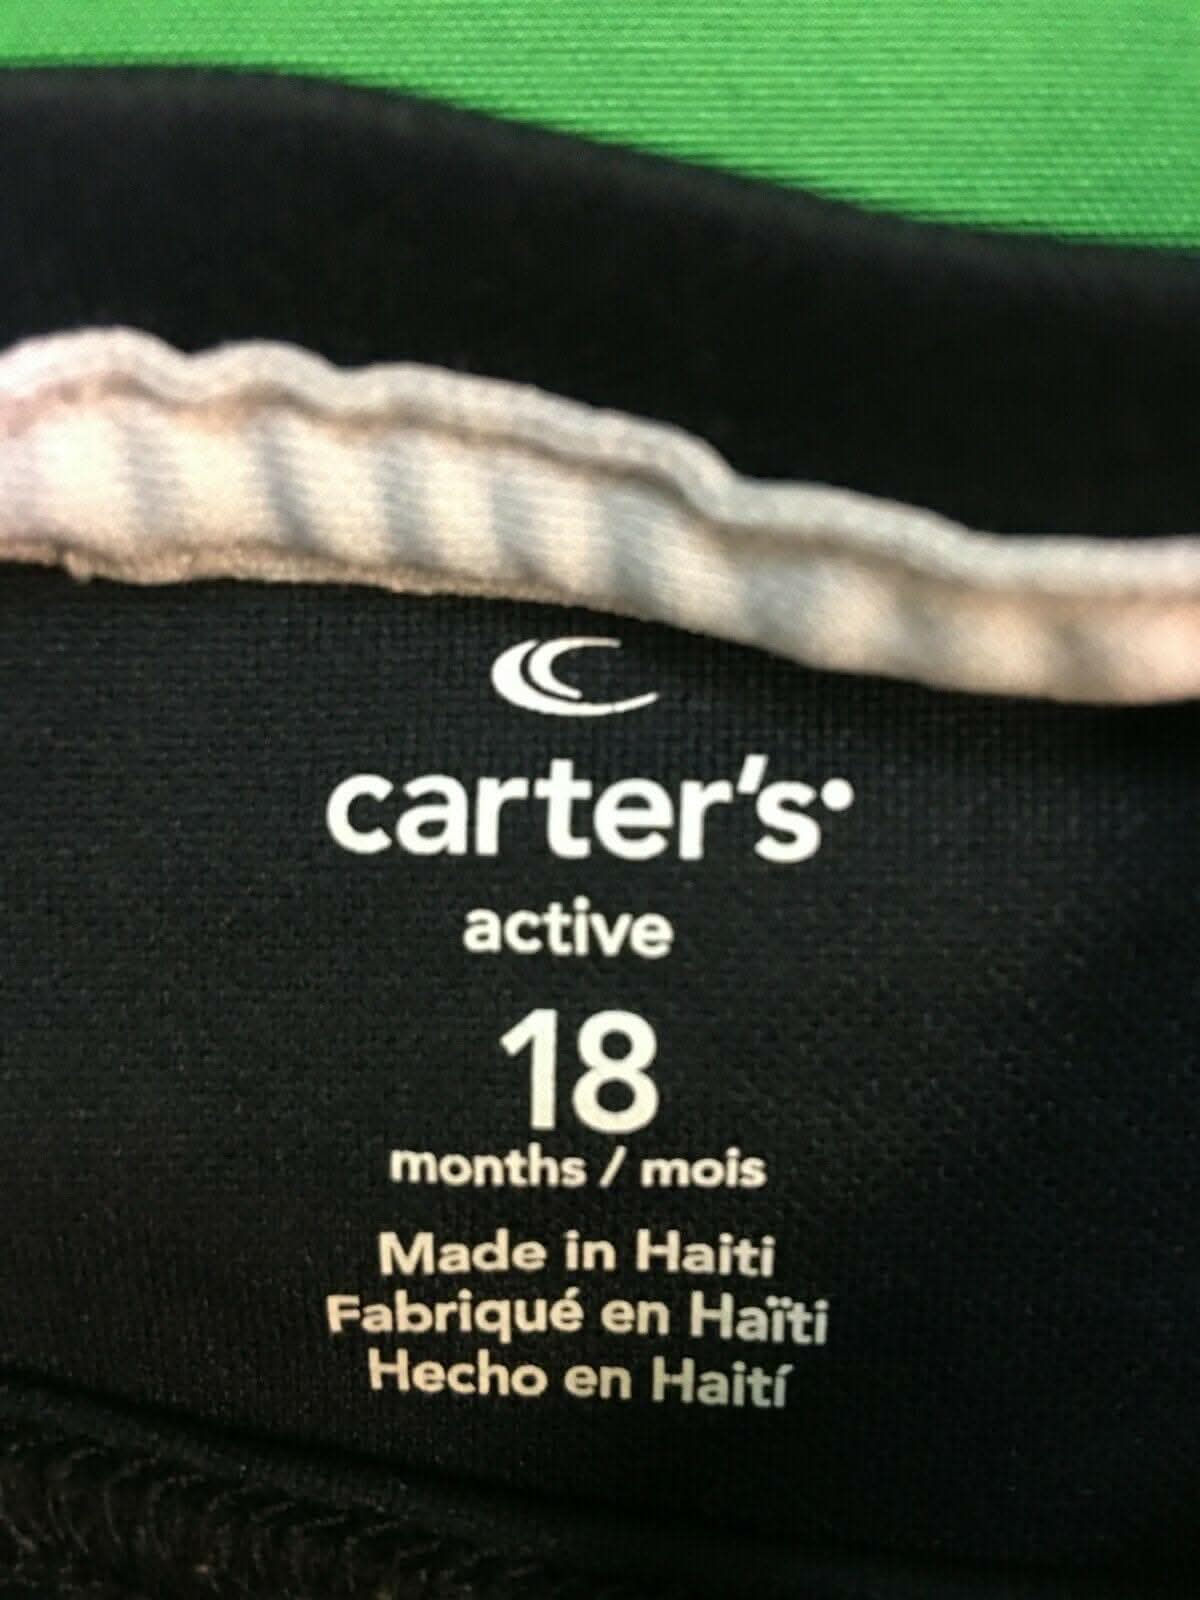 carter's
active
18
months / mois
Made in Haiti
Fabriqué en Haïti
Hecho en Haití